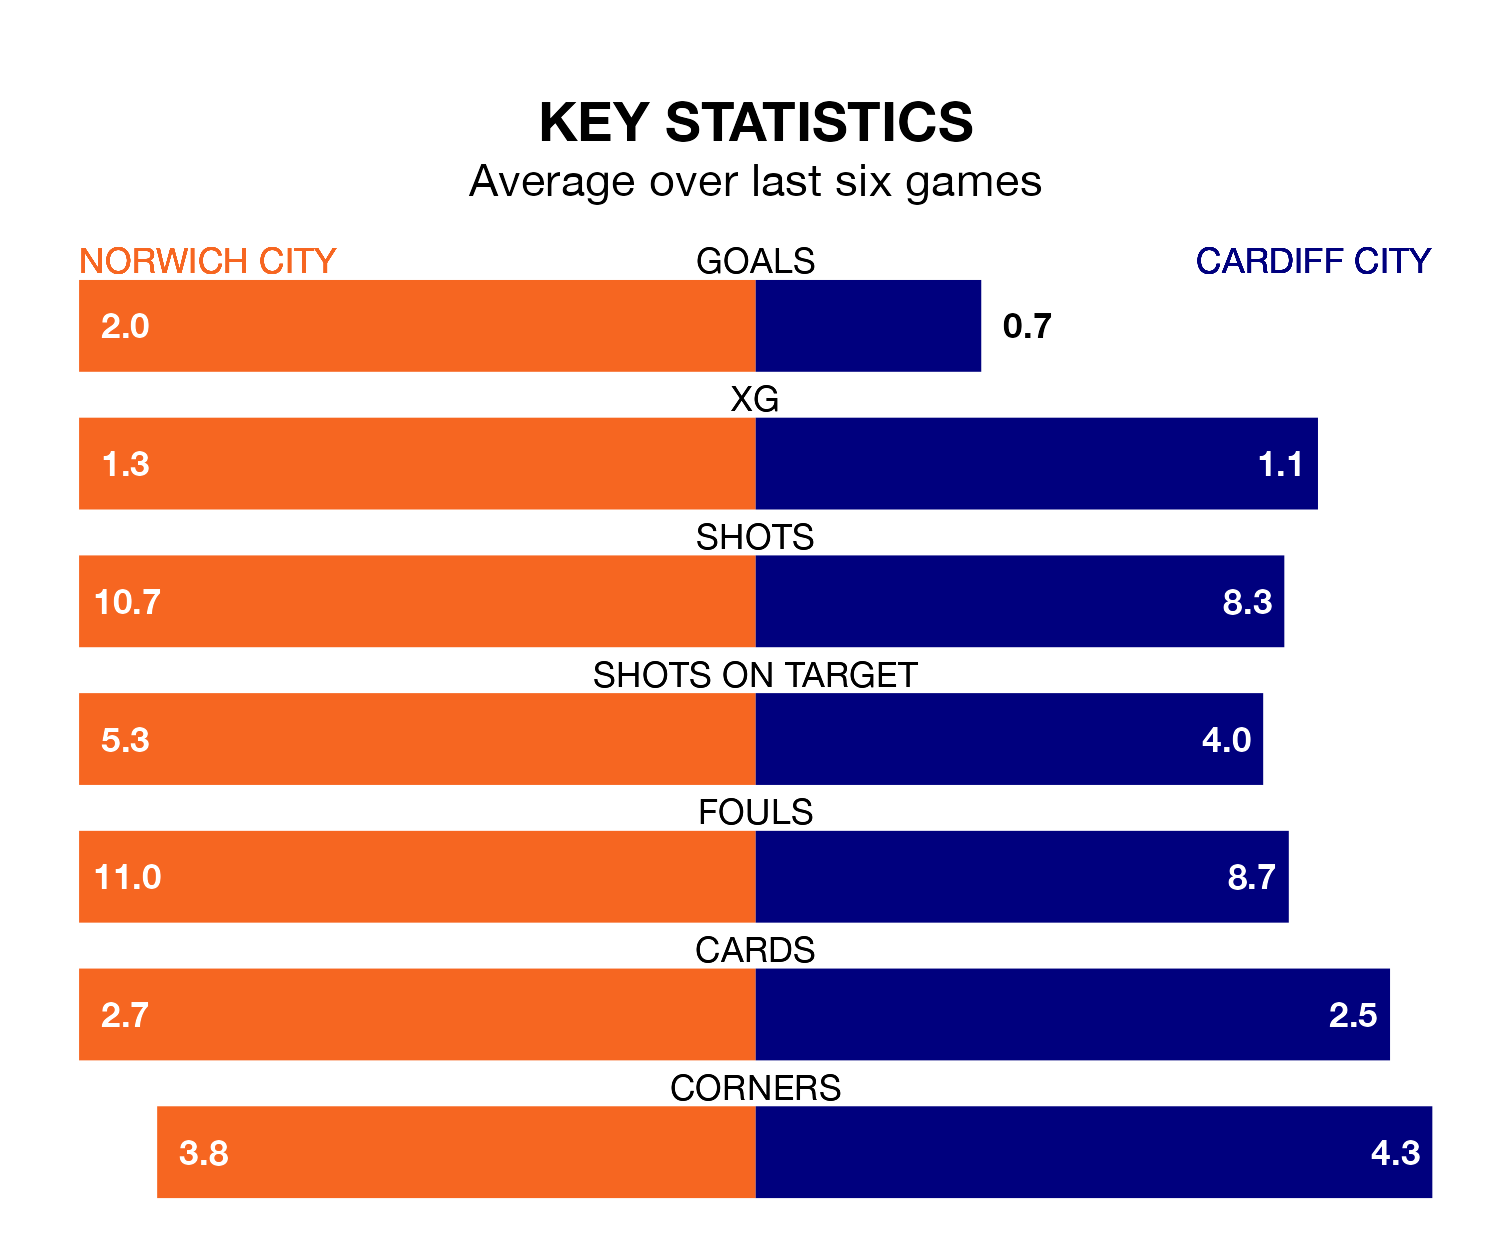 KEY STATISTICS
Average over last six games
NORWICH CITY GOALS CARDIFF CITY
2.0 0.7
XG
1.3 1.1
SHOTS
10.7 8.3
SHOTS ON TARGET
5.3 4.0
FOULS
11.0 8.7
CARDS
2.7 2.5
CORNERS
3.8 4.3